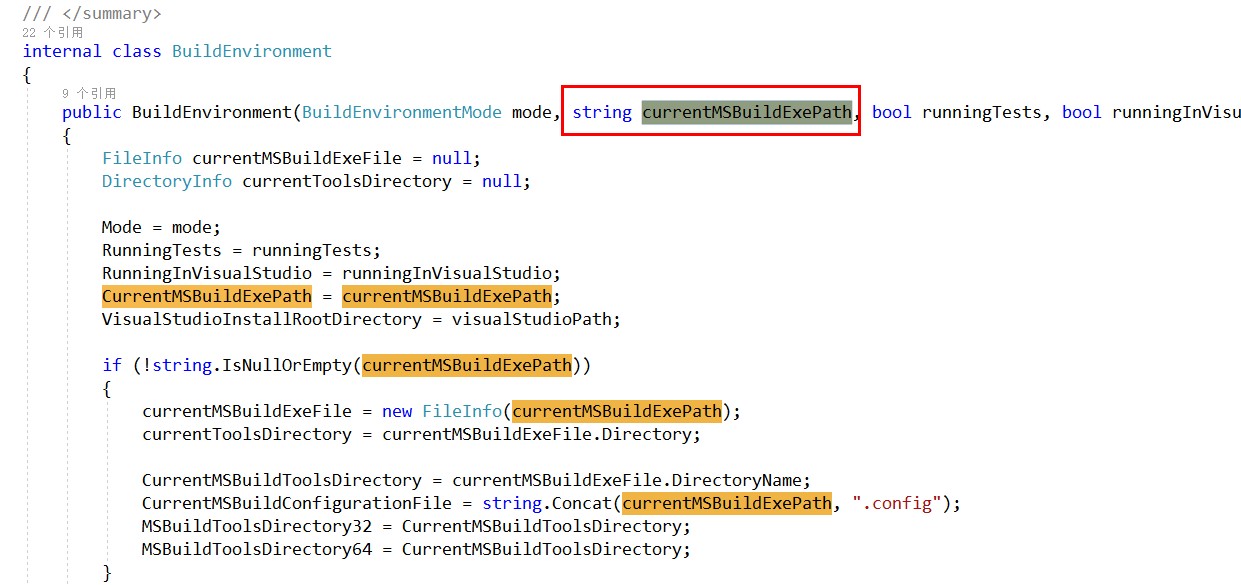 /// </summary>
22 个引用
internal class BuildEnvironment
{
9 个引用
public BuildEnvironment(BuildEnvironmentMode mode, string currentMSBuildExePath, bool runningTests, bool runningInVisu
{
FileInfo currentMSBuildExeFile = null;
DirectoryInfo currentToolsDirectory = null;
Mode = mode;
RunningTests = runningTests;
RunningInVisualStudio = runningInVisualStudio;
CurrentMSBuildExePath = currentMSBuildExePath;
VisualStudioInstallRootDirectory = visualStudioPath;
if (!string.IsNullOrEmpty(currentMSBuildExePath))
{
currentMSBuildExeFile = new FileInfo(currentMSBuildExePath);
currentToolsDirectory = currentMSBuildExeFile.Directory;
CurrentMSBuildToolsDirectory = currentMSBuildExeFile.DirectoryName;
CurrentMSBuildConfigurationFile = string.Concat(currentMSBuildExePath, ".config");
MSBuildToolsDirectory32 = CurrentMSBuildToolsDirectory;
MSBuildToolsDirectory64 = CurrentMSBuildToolsDirectory;
}